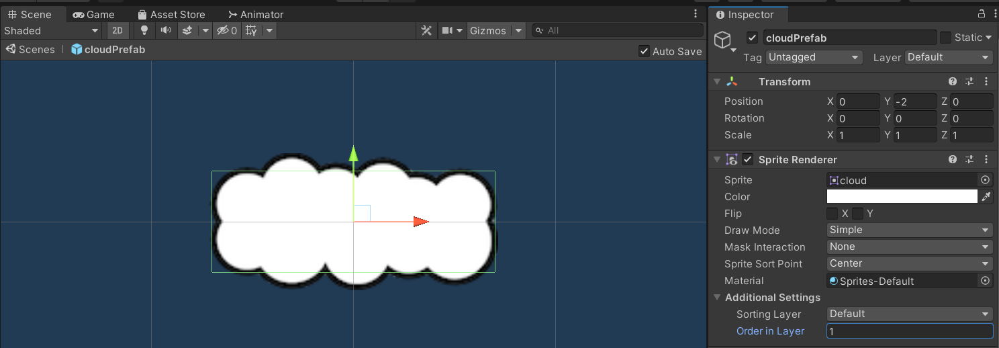 Scene Game Asset Store Animator
Shaded 2D 0 Gizmos All
Scenes cloudPrefab Auto Save
Inspector
cloudPrefab Static
Tag Untagged Layer Default
Transform
Position X 0 Y -2 Z 0
Rotation X 0 Y 0 Z 0
Scale X 1 Y 1 Z 1
Sprite Renderer
Sprite cloud
Color
Flip X Y
Draw Mode Simple
Mask Interaction None
Sprite Sort Point Center
Material Sprites-Default
Additional Settings
Sorting Layer Default
Order in Layer 1